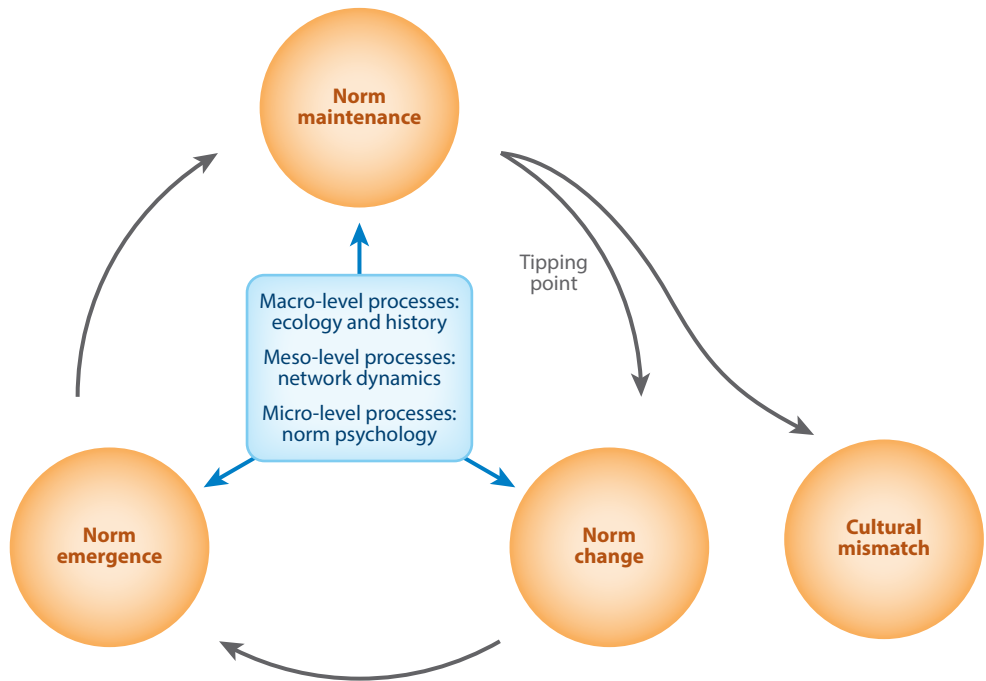 Norm
maintenance
Tipping
point
Macro-level processes:
ecology and history
Meso-level processes:
network dynamics
Micro-level processes:
norm psychology
Norm
emergence
Norm
change
Cultural
mismatch